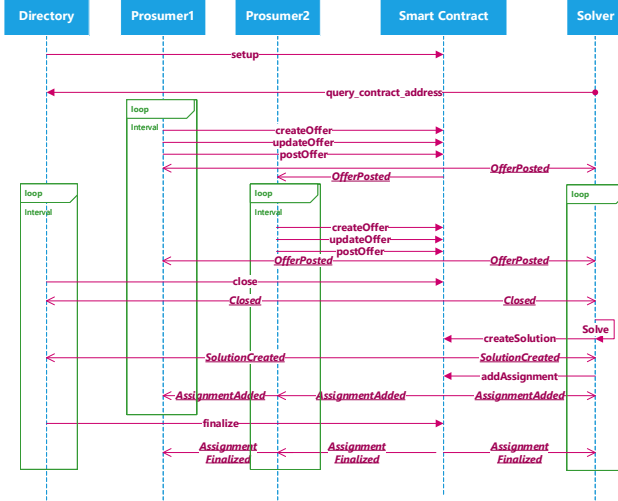 Directory Prosumer1 Prosumer2 Smart Contract Solver
setup
query_contract_address
loop
Interval
createOffer
updateOffer
postOffer
OfferPosted
OfferPosted
loop loop loop
Interval Interval
createOffer
updateOffer
postOffer
OfferPosted OfferPosted
close
Closed Closed
Solve
createSolution
SolutionCreated SolutionCreated
addAssignment
AssignmentAdded AssignmentAdded AssignmentAdded
finalize
Assignment Assignment Assignment
Finalized Finalized Finalized